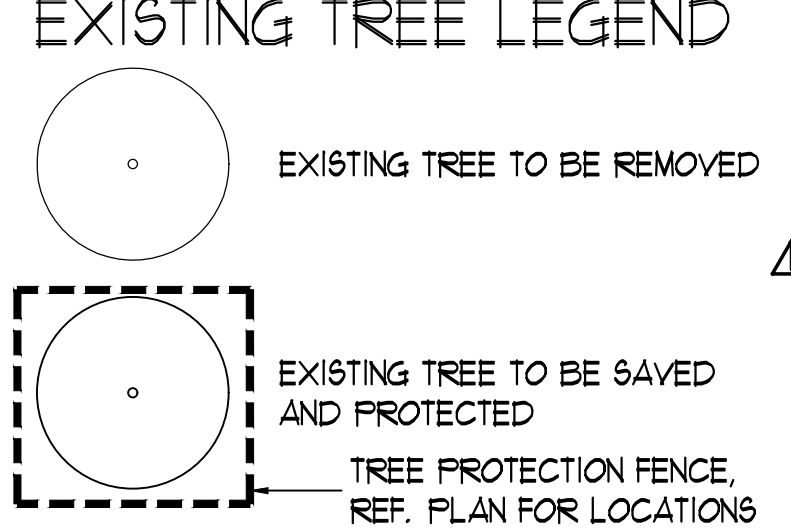 EXISTING TREE LEGEND
EXISTING TREE TO BE REMOVED
EXISTING TREE TO BE SAVED
AND PROTECTED
TREE PROTECTION FENCE,
REF. PLAN FOR LOCATIONS